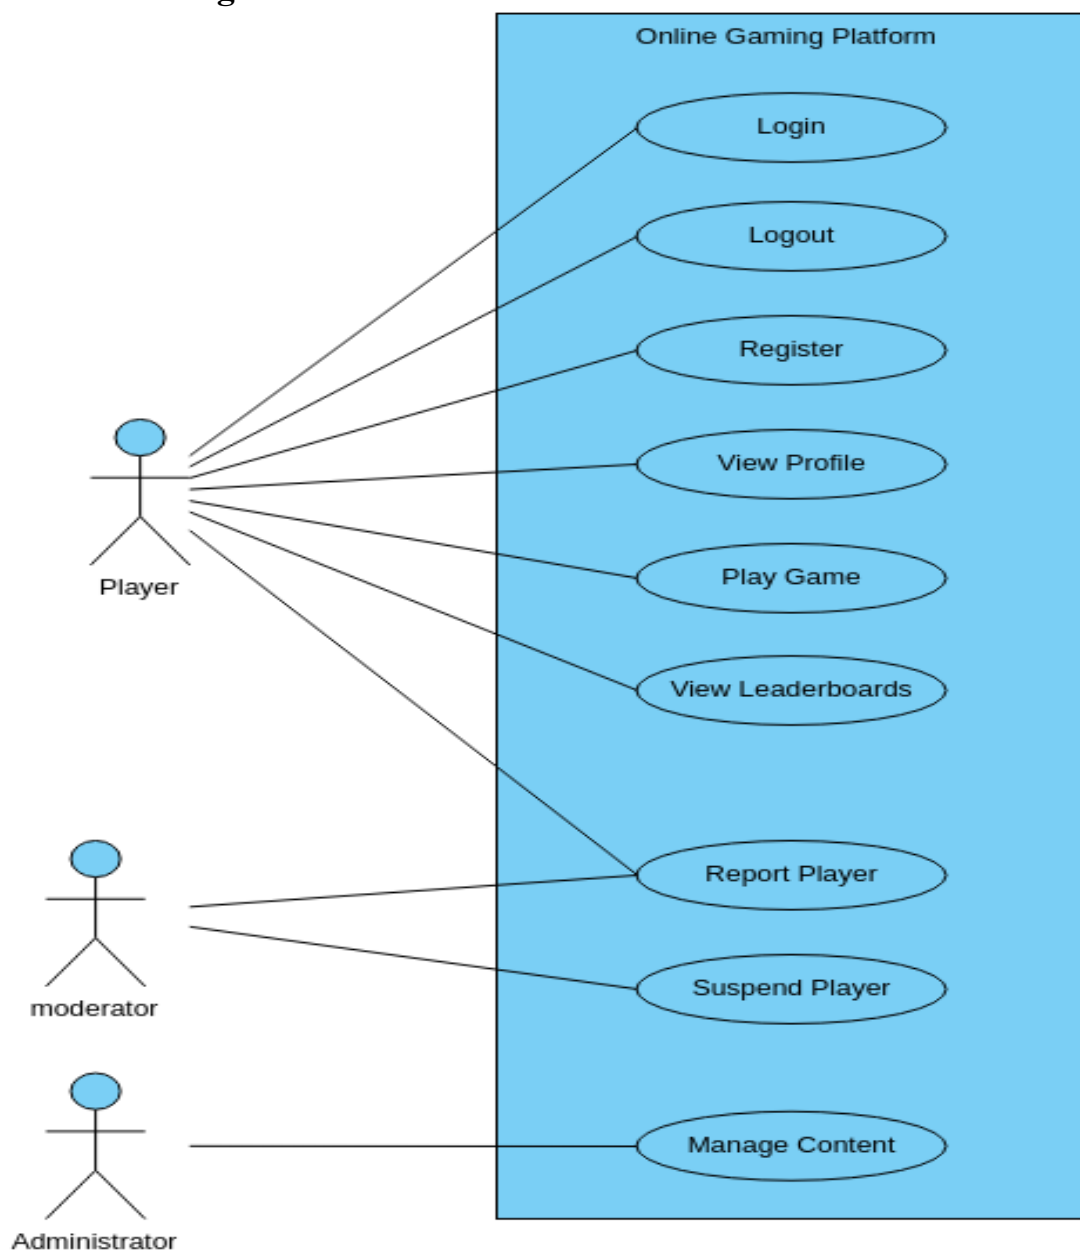 Online Gaming Platform
Login
Logout
Register
View Profile
Play Game
View Leaderboards
Player
Report Player
Suspend Player
moderator
Manage Content
Administrator